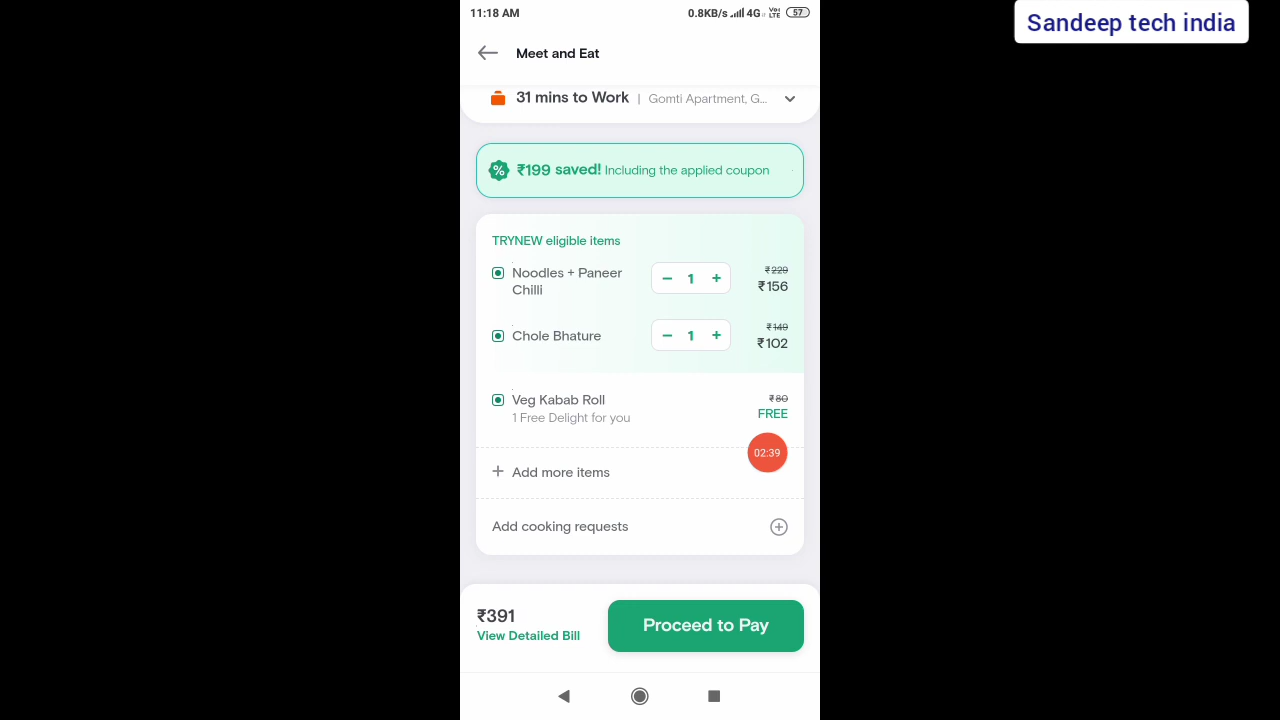 11:18 AM 0.8KB/s 4G Vo LTE 57
Sandeep tech india
Meet and Eat
31 mins to Work | Gomti Apartment, G...
% ₹199 saved! Including the applied coupon
TRYNEW eligible items
Noodles + Paneer
Chilli
− 1 +
₹229
₹156
Chole Bhature
− 1 +
₹149
₹102
Veg Kabab Roll
1 Free Delight for you
₹80
FREE
02:39
+ Add more items
Add cooking requests
₹391
View Detailed Bill
Proceed to Pay